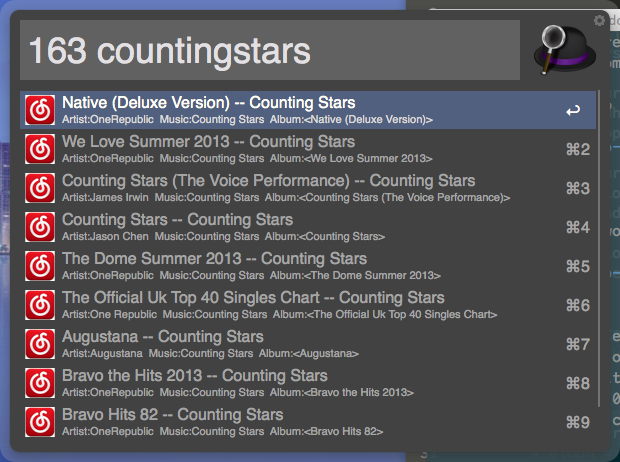 163 countingstars
Native (Deluxe Version) -- Counting Stars
Artist:OneRepublic Music:Counting Stars Album:<Native (Deluxe Version)>
We Love Summer 2013 -- Counting Stars
Artist:OneRepublic Music:Counting Stars Album:<We Love Summer 2013>
⌘2
Counting Stars (The Voice Performance) -- Counting Stars
Artist:James Irwin Music:Counting Stars Album:<Counting Stars (The Voice Performance)>
⌘3
Counting Stars -- Counting Stars
Artist:Jason Chen Music:Counting Stars Album:<Counting Stars>
⌘4
The Dome Summer 2013 -- Counting Stars
Artist:OneRepublic Music:Counting Stars Album:<The Dome Summer 2013>
⌘5
The Official Uk Top 40 Singles Chart -- Counting Stars
Artist:One Republic Music:Counting Stars Album:<The Official Uk Top 40 Singles Chart>
⌘6
Augustana -- Counting Stars
Artist:Augustana Music:Counting Stars Album:<Augustana>
⌘7
Bravo the Hits 2013 -- Counting Stars
Artist:OneRepublic Music:Counting Stars Album:<Bravo the Hits 2013>
⌘8
Bravo Hits 82 -- Counting Stars
Artist:OneRepublic Music:Counting Stars Album:<Bravo Hits 82>
⌘9